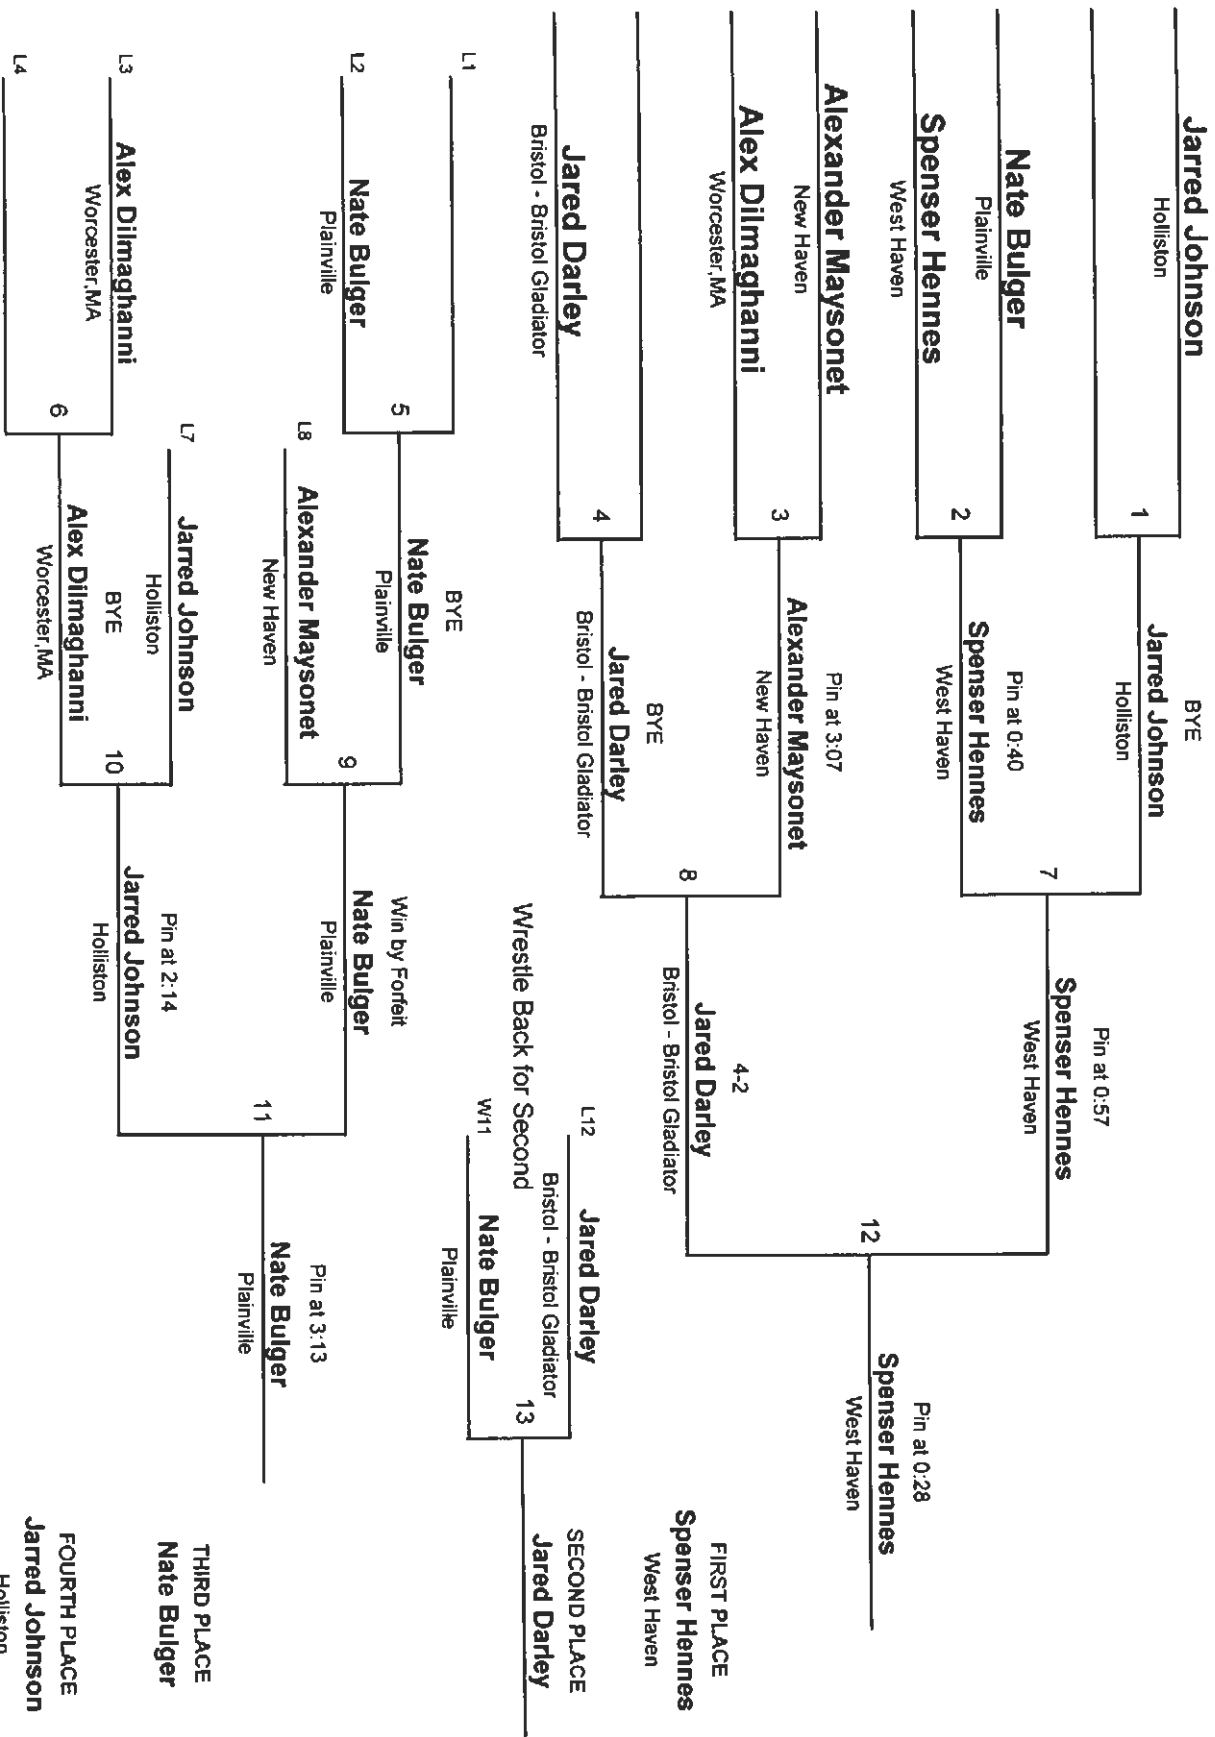 Jarred Johnson
Holliston
1
BYE
Jarred Johnson
Holliston
Nate Bulger
Plainville
Spenser Hennes
West Haven
2
Pin at 0:40
Spenser Hennes
West Haven
7
Pin at 0:57
Spenser Hennes
West Haven
Alexander Maysonet
New Haven
Alex Dilmaghanni
Worcester,MA
3
Pin at 3:07
Alexander Maysonet
New Haven
Jared Darley
Bristol - Bristol Gladiator
4
BYE
Jared Darley
Bristol - Bristol Gladiator
8
4-2
Jared Darley
Bristol - Bristol Gladiator
12
Pin at 0:28
Spenser Hennes
West Haven
FIRST PLACE
Spenser Hennes
West Haven
Wrestle Back for Second
L12
Jared Darley
Bristol - Bristol Gladiator
W11
Nate Bulger
Plainville
13
SECOND PLACE
Jared Darley
L1
L2
Nate Bulger
Plainville
5
BYE
Nate Bulger
Plainville
L8
Alexander Maysonet
New Haven
9
Win by Forfeit
Nate Bulger
Plainville
L3
Alex Dilmaghanni
Worcester,MA
L4
6
L7
Jarred Johnson
Holliston
BYE
Alex Dilmaghanni
Worcester,MA
10
Pin at 2:14
Jarred Johnson
Holliston
11
Pin at 3:13
Nate Bulger
Plainville
THIRD PLACE
Nate Bulger
FOURTH PLACE
Jarred Johnson
Holliston